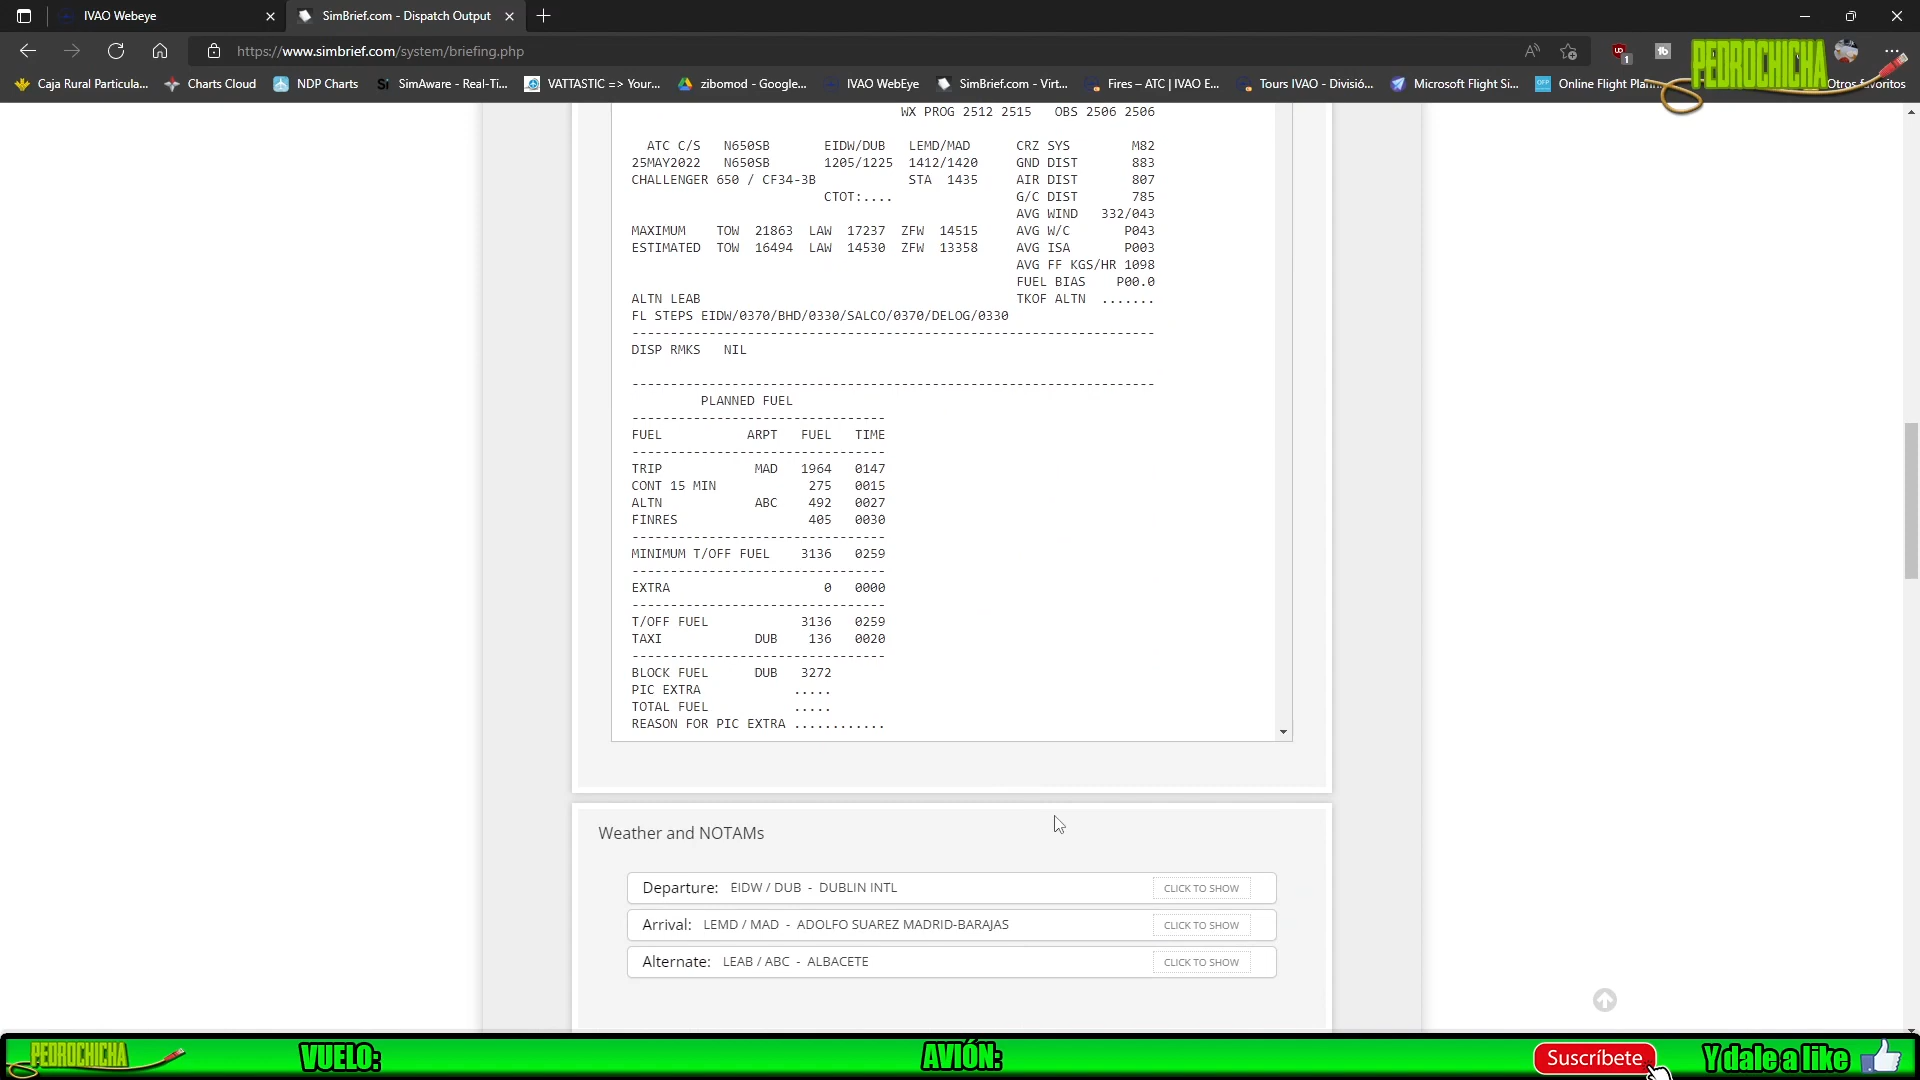 IVAO Webeye
SimBrief.com - Dispatch Output
https://www.simbrief.com/system/briefing.php
Caja Rural Particula...
Charts Cloud
NDP Charts
SimAware - Real-Ti...
VATTASTIC => Your...
zibomod - Google...
IVAO WebEye
SimBrief.com - Virt...
Fires – ATC | IVAO E...
Tours IVAO - Divisió...
Microsoft Flight Si...
Online Flight Plan
Otros favoritos
PEDROCHICHA
WX PROG 2512 2515 OBS 2506 2506
ATC C/S N650SB EIDW/DUB LEMD/MAD CRZ SYS M82
25MAY2022 N650SB 1205/1225 1412/1420 GND DIST 883
CHALLENGER 650 / CF34-3B STA 1435 AIR DIST 807
CTOT:.... G/C DIST 785
AVG WIND 332/043
MAXIMUM TOW 21863 LAW 17237 ZFW 14515 AVG W/C P043
ESTIMATED TOW 16494 LAW 14530 ZFW 13358 AVG ISA P003
AVG FF KGS/HR 1098
FUEL BIAS P00.0
ALTN LEAB TKOF ALTN .......
FL STEPS EIDW/0370/BHD/0330/SALCO/0370/DELOG/0330
--------------------------------------------------------------------
DISP RMKS NIL
--------------------------------------------------------------------
PLANNED FUEL
---------------------------------
FUEL ARPT FUEL TIME
---------------------------------
TRIP MAD 1964 0147
CONT 15 MIN 275 0015
ALTN ABC 492 0027
FINRES 405 0030
---------------------------------
MINIMUM T/OFF FUEL 3136 0259
---------------------------------
EXTRA 0 0000
---------------------------------
T/OFF FUEL 3136 0259
TAXI DUB 136 0020
---------------------------------
BLOCK FUEL DUB 3272
PIC EXTRA .....
TOTAL FUEL .....
REASON FOR PIC EXTRA ............
Weather and NOTAMs
Departure: EIDW / DUB - DUBLIN INTL CLICK TO SHOW
Arrival: LEMD / MAD - ADOLFO SUAREZ MADRID-BARAJAS CLICK TO SHOW
Alternate: LEAB / ABC - ALBACETE CLICK TO SHOW
PEDROCHICHA
VUELO:
AVIÓN:
Suscríbete
Y dale a like